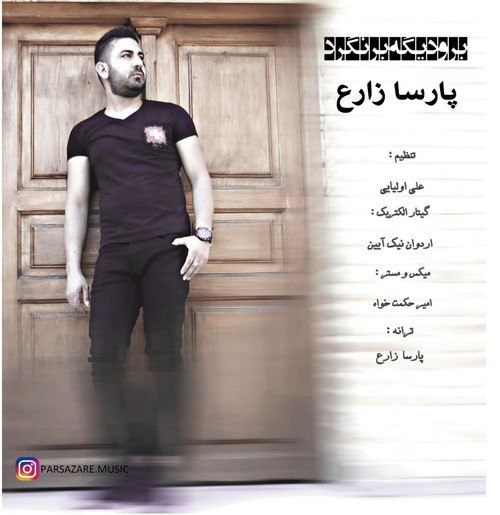 برو دیگه برنگرد
پارسا زارع
تنظیم :
علی اولیایی
گیتار الکتریک :
اردوان نیک آیین
میکس و مستر :
امیر حکمت خواه
ترانه :
پارسا زارع
PARSAZARE.MUSIC